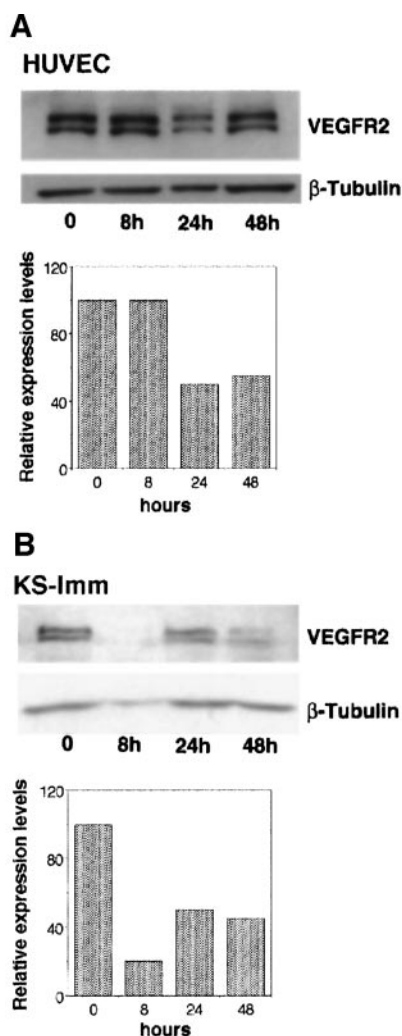 A
HUVEC
VEGFR2
β-Tubulin
0 8h 24h 48h
Relative expression levels
120
80
40
0
0 8 24 48
hours
B
KS-Imm
VEGFR2
β-Tubulin
0 8h 24h 48h
Relative expression levels
120
80
40
0
0 8 24 48
hours